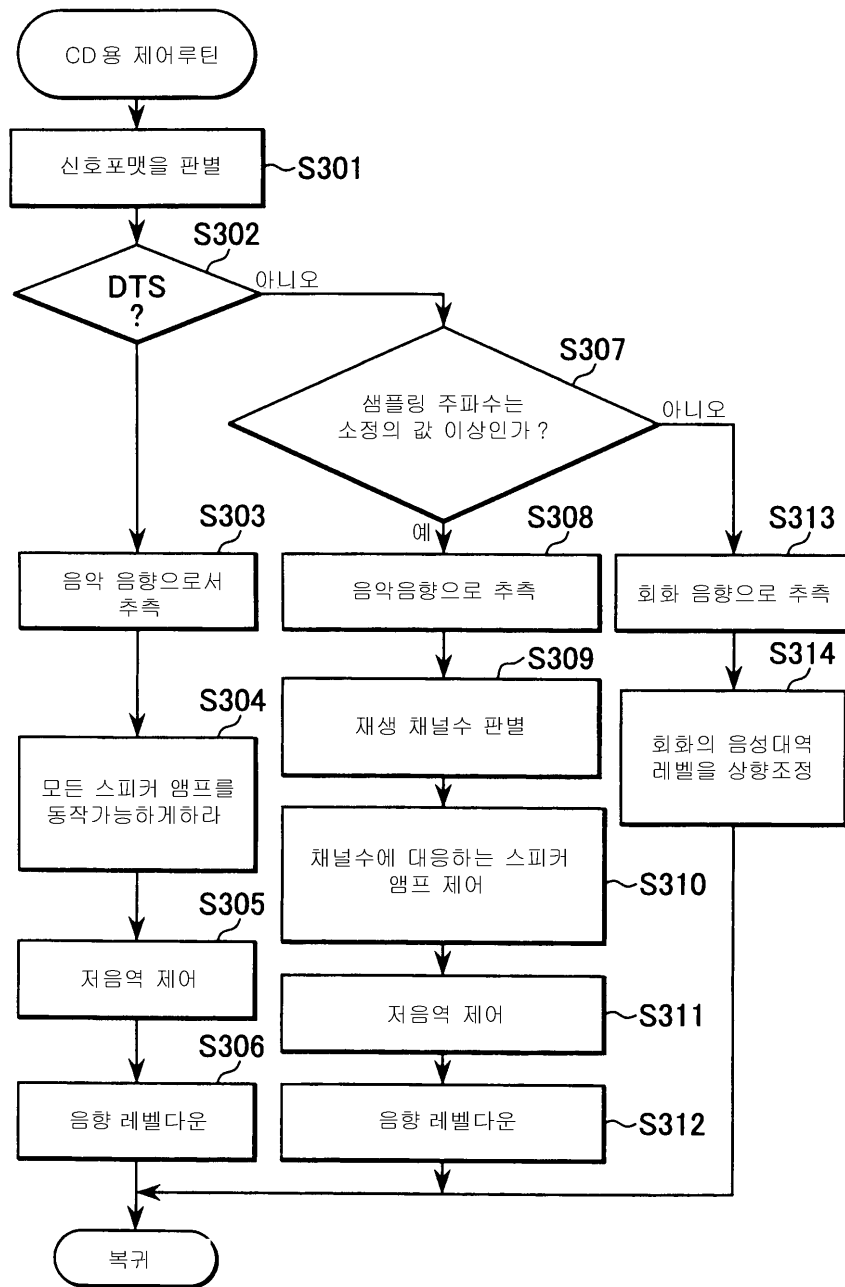 CD용 제어루틴
신호포맷을 판별
S301
S302
DTS
?
아니오
S307
샘플링 주파수는
소정의 값 이상인가?
아니오
예
S303
음악 음향으로서
추측
S308
음악음향으로 추측
S313
회화 음향으로 추측
S304
모든 스피커 앰프를
동작가능하게하라
S309
재생 채널수 판별
S314
회화의 음성대역
레벨을 상향조정
채널수에 대응하는 스피커
앰프 제어
S310
S305
저음역 제어
저음역 제어
S311
S306
음향 레벨다운
음향 레벨다운
S312
복귀